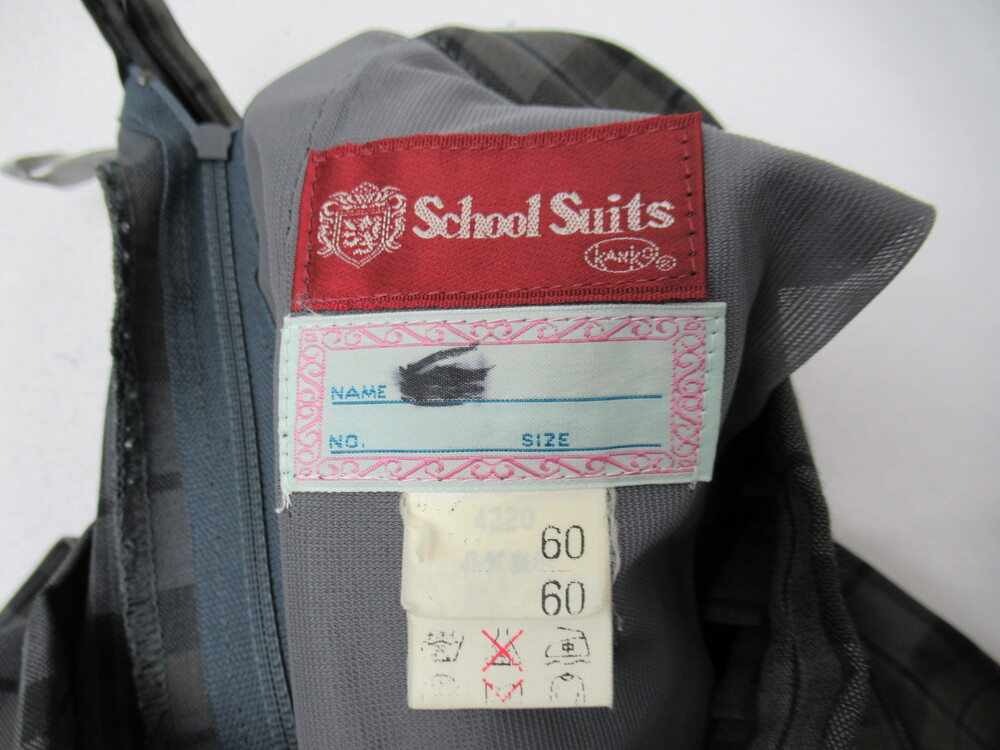 School Suits
KANKO®
NAME
NO. SIZE
4220
60
60